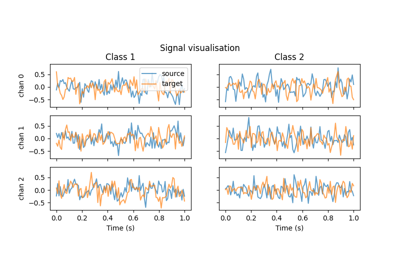 Signal visualisation
Class 1
Class 2
source
target
chan 0
0.5
0.0
−0.5
chan 1
0.5
0.0
−0.5
chan 2
0.5
0.0
−0.5
0.0 0.2 0.4 0.6 0.8 1.0
0.0 0.2 0.4 0.6 0.8 1.0
Time (s)
Time (s)